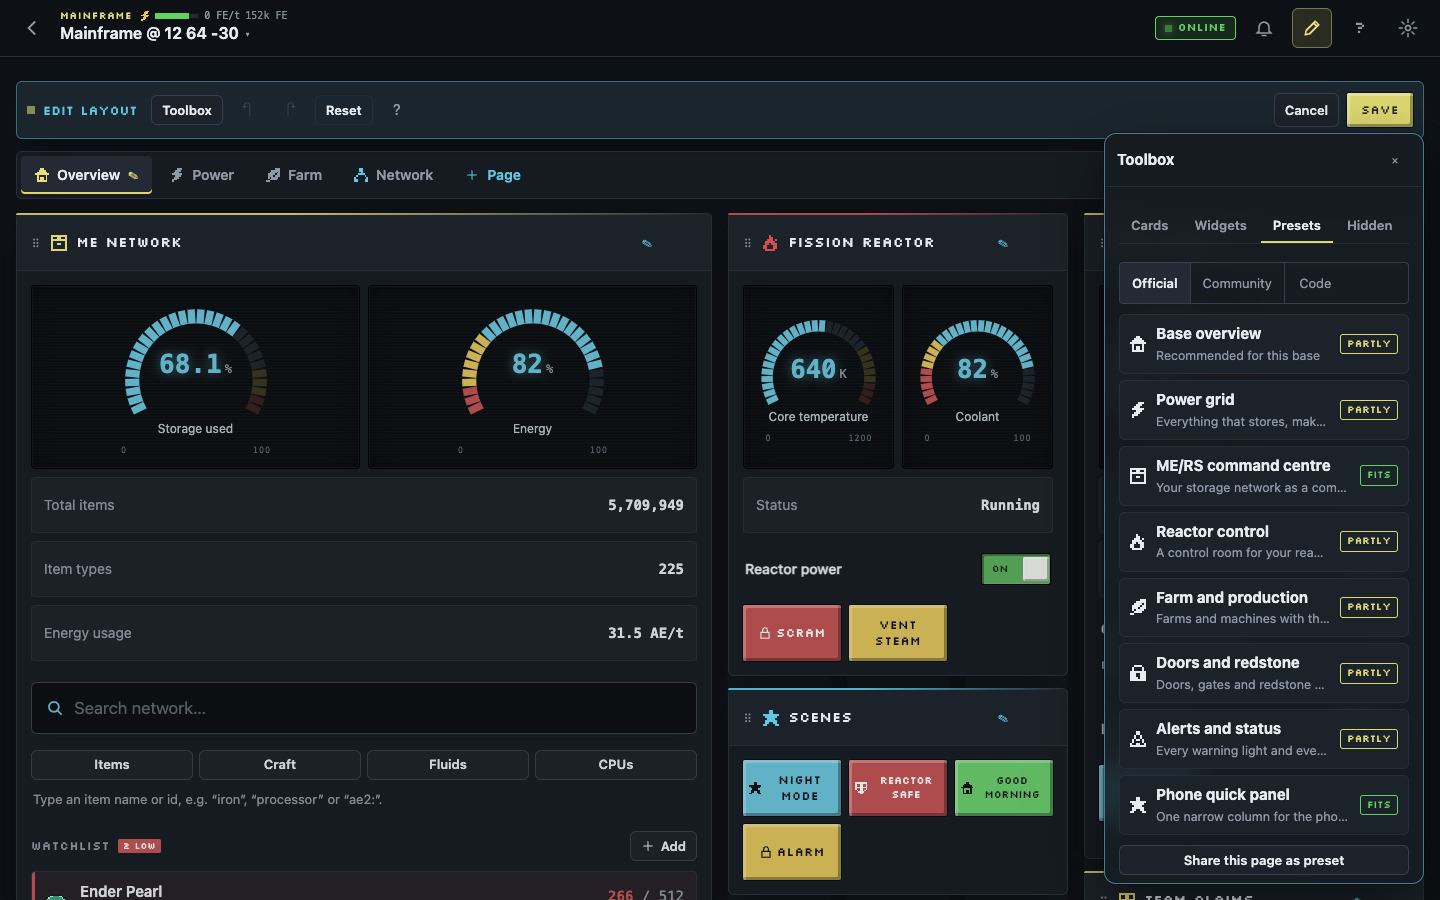 MAINFRAME 0 FE/t 152k FE
Mainframe @ 12 64 -30
ONLINE
?
EDIT LAYOUT
Toolbox
Reset
?
Cancel
SAVE
Overview
Power
Farm
Network
+ Page
ME NETWORK
68.1%
Storage used
0 100
82%
Energy
0 100
Total items 5,709,949
Item types 225
Energy usage 31.5 AE/t
Search network...
Items
Craft
Fluids
CPUs
Type an item name or id, e.g. “iron”, “processor” or “ae2:”.
WATCHLIST 2 LOW
+ Add
Ender Pearl
266 / 512
FISSION REACTOR
640 K
Core temperature
0 1200
82%
Coolant
0 100
Status Running
Reactor power ON
SCRAM
VENT
STEAM
SCENES
NIGHT
MODE
REACTOR
SAFE
GOOD
MORNING
ALARM
TEAM CLAIMS
Toolbox ×
Cards
Widgets
Presets
Hidden
Official
Community
Code
Base overview
Recommended for this base
PARTLY
Power grid
Everything that stores, mak...
PARTLY
ME/RS command centre
Your storage network as a com...
FITS
Reactor control
A control room for your rea...
PARTLY
Farm and production
Farms and machines with th...
PARTLY
Doors and redstone
Doors, gates and redstone ...
PARTLY
Alerts and status
Every warning light and eve...
PARTLY
Phone quick panel
One narrow column for the pho...
FITS
Share this page as preset